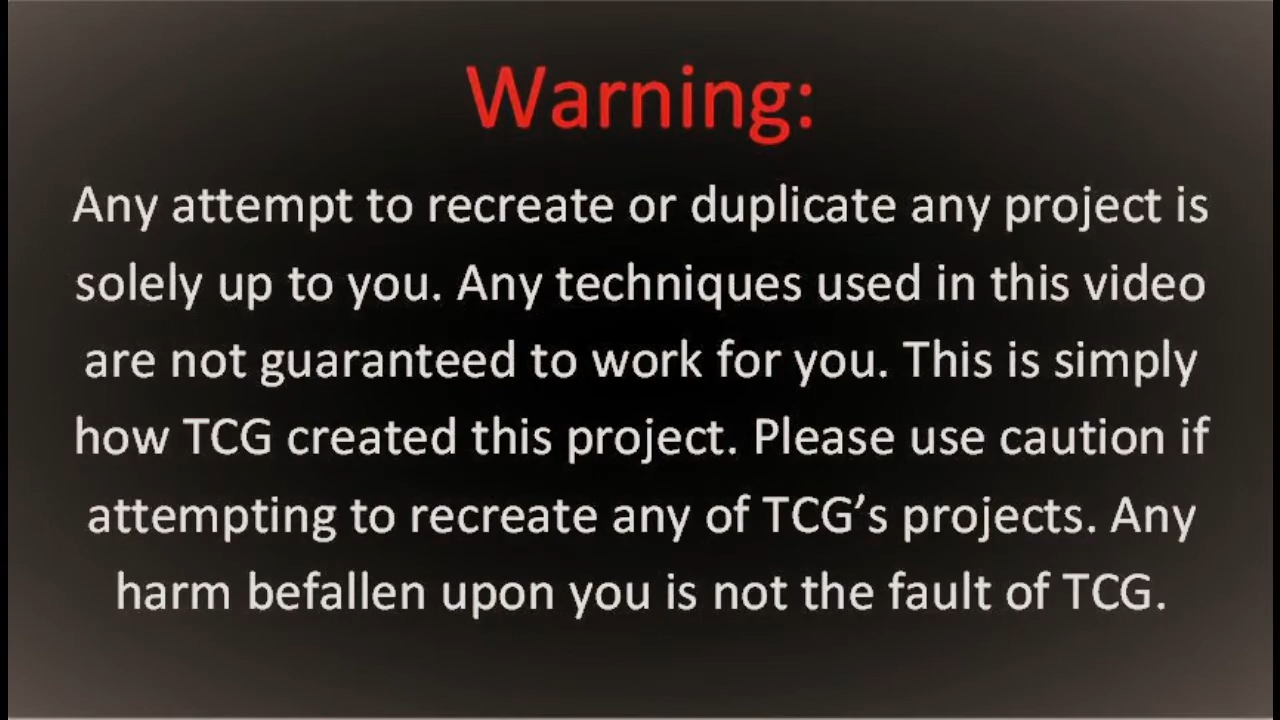 Warning:
Any attempt to recreate or duplicate any project is
solely up to you. Any techniques used in this video
are not guaranteed to work for you. This is simply
how TCG created this project. Please use caution if
attempting to recreate any of TCG’s projects. Any
harm befallen upon you is not the fault of TCG.